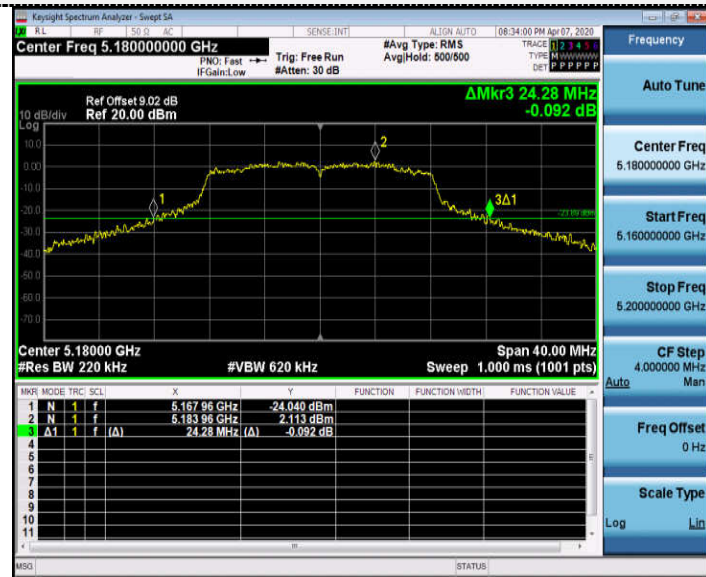 Keysight Spectrum Analyzer - Swept SA
RL RF 50 Ω AC SENSE:INT ALIGN AUTO 08:34:00 PM Apr 07, 2020
Center Freq 5.180000000 GHz
PNO: Fast
IFGain:Low
Trig: Free Run
#Atten: 30 dB
#Avg Type: RMS
Avg|Hold: 500/500
TRACE 1 2 3 4 5 6
TYPE M WWWWW
DET P P P P P P
Ref Offset 9.02 dB
Ref 20.00 dBm
ΔMkr3 24.28 MHz
-0.092 dB
10 dB/div
Log
10.0
0.00
-10.0
-20.0
-30.0
-40.0
-50.0
-60.0
-70.0
1
2
3Δ1
-23.89 dBm
Center 5.18000 GHz Span 40.00 MHz
#Res BW 220 kHz #VBW 620 kHz Sweep 1.000 ms (1001 pts)
MKR MODE TRC SCL X Y FUNCTION FUNCTION WIDTH FUNCTION VALUE
1 N 1 f 5.167 96 GHz -24.040 dBm
2 N 1 f 5.183 96 GHz 2.113 dBm
3 Δ1 1 f (Δ) 24.28 MHz (Δ) -0.092 dB
4
5
6
7
8
9
10
11
MSG STATUS
Frequency
Auto Tune
Center Freq
5.180000000 GHz
Start Freq
5.160000000 GHz
Stop Freq
5.200000000 GHz
CF Step
4.000000 MHz
Auto Man
Freq Offset
0 Hz
Scale Type
Log Lin